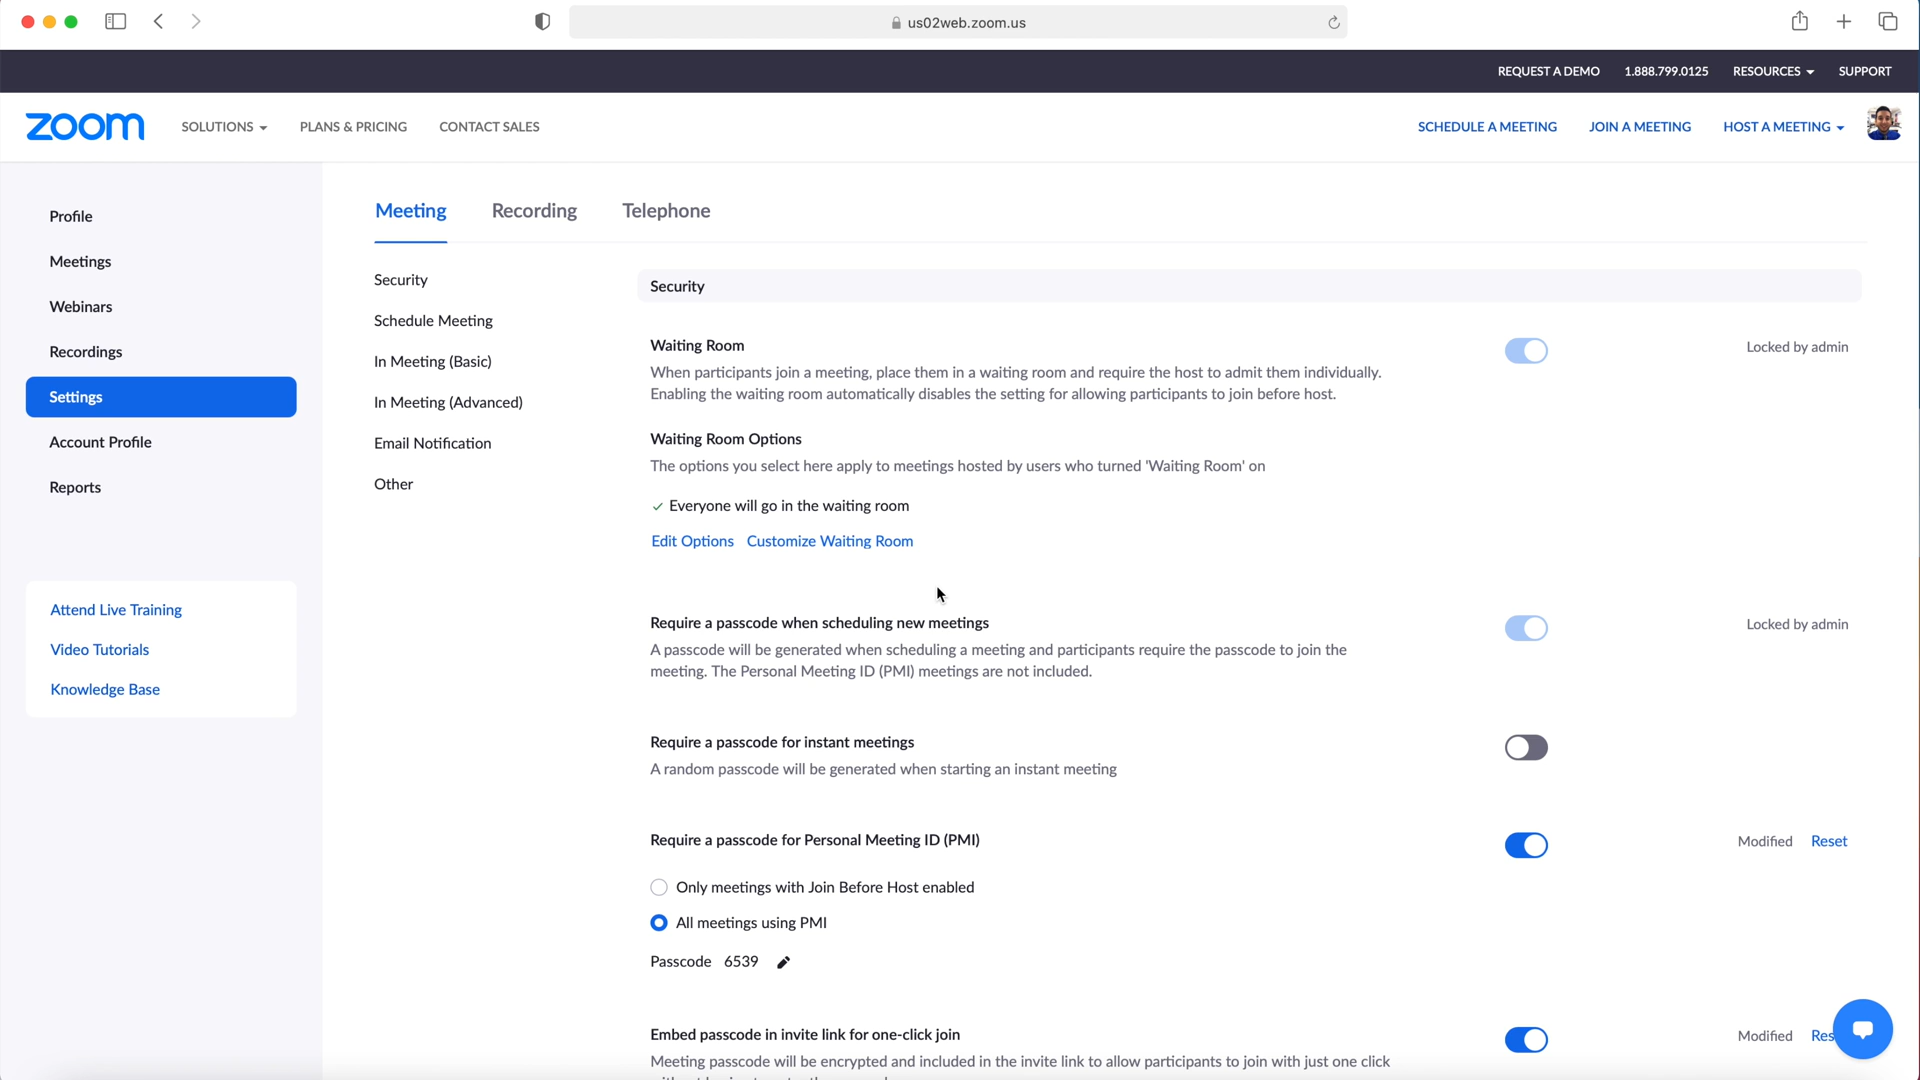 us02web.zoom.us
REQUEST A DEMO 1.888.799.0125 RESOURCES SUPPORT
zoom SOLUTIONS PLANS & PRICING CONTACT SALES SCHEDULE A MEETING JOIN A MEETING HOST A MEETING
Profile
Meetings
Webinars
Recordings
Settings
Account Profile
Reports
Attend Live Training
Video Tutorials
Knowledge Base
Meeting Recording Telephone
Security
Schedule Meeting
In Meeting (Basic)
In Meeting (Advanced)
Email Notification
Other
Security
Waiting Room
Locked by admin
When participants join a meeting, place them in a waiting room and require the host to admit them individually.
Enabling the waiting room automatically disables the setting for allowing participants to join before host.
Waiting Room Options
The options you select here apply to meetings hosted by users who turned 'Waiting Room' on
Everyone will go in the waiting room
Edit Options Customize Waiting Room
Require a passcode when scheduling new meetings
Locked by admin
A passcode will be generated when scheduling a meeting and participants require the passcode to join the
meeting. The Personal Meeting ID (PMI) meetings are not included.
Require a passcode for instant meetings
A random passcode will be generated when starting an instant meeting
Require a passcode for Personal Meeting ID (PMI)
Modified Reset
Only meetings with Join Before Host enabled
All meetings using PMI
Passcode 6539
Embed passcode in invite link for one-click join
Modified Res
Meeting passcode will be encrypted and included in the invite link to allow participants to join with just one click